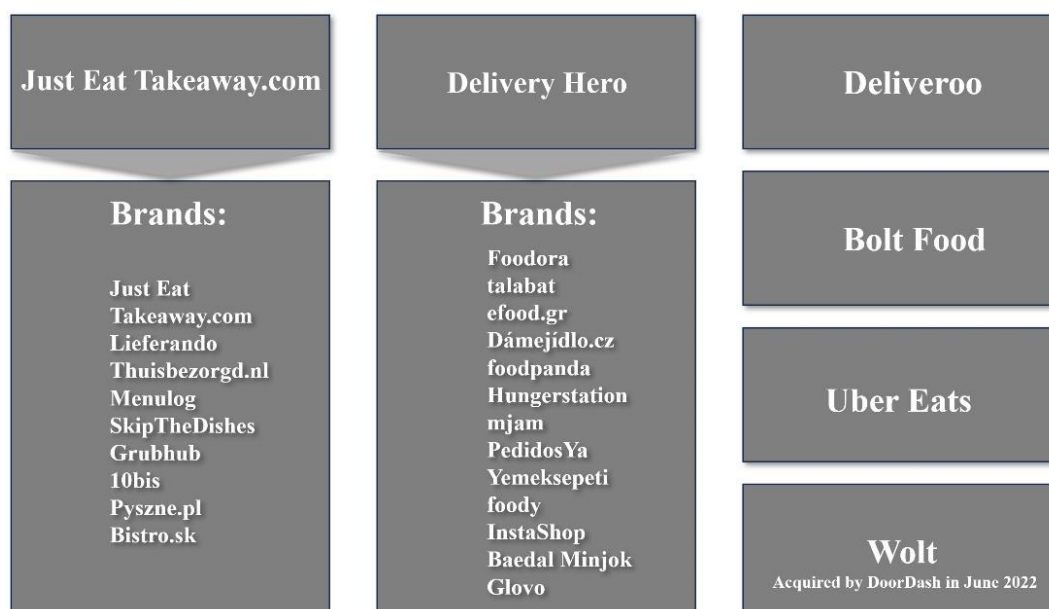 Just Eat Takeaway.com
Brands:
Just Eat
Takeaway.com
Lieferando
Thuisbezorgd.nl
Menulog
SkipTheDishes
Grubhub
10bis
Pyszne.pl
Bistro.sk
Delivery Hero
Brands:
Foodora
talabat
efood.gr
Dámejídlo.cz
foodpanda
Hungerstation
mjam
PedidosYa
Yemeksepeti
foody
InstaShop
Baedal Minjok
Glovo
Deliveroo
Bolt Food
Uber Eats
Wolt
Acquired by DoorDash in June 2022